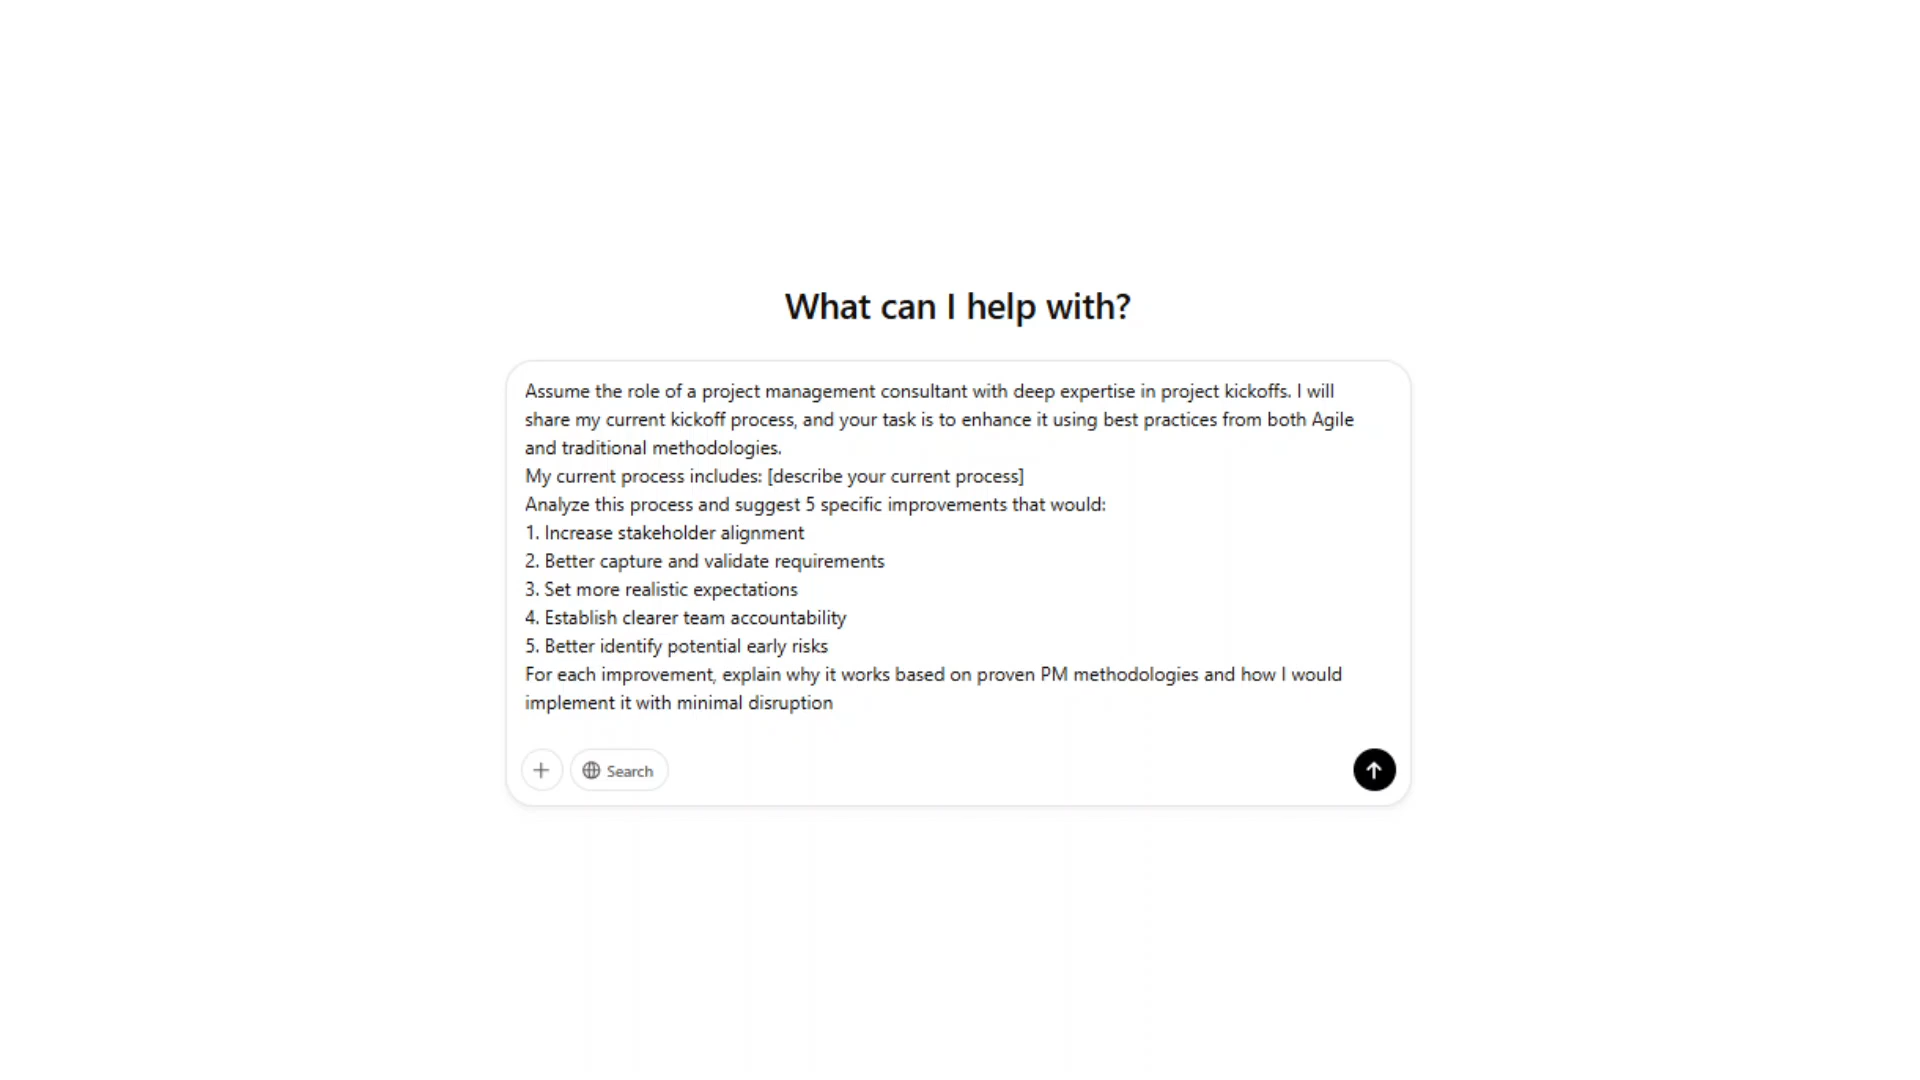 What can I help with?
Assume the role of a project management consultant with deep expertise in project kickoffs. I will
share my current kickoff process, and your task is to enhance it using best practices from both Agile
and traditional methodologies.
My current process includes: [describe your current process]
Analyze this process and suggest 5 specific improvements that would:
1. Increase stakeholder alignment
2. Better capture and validate requirements
3. Set more realistic expectations
4. Establish clearer team accountability
5. Better identify potential early risks
For each improvement, explain why it works based on proven PM methodologies and how I would
implement it with minimal disruption
Search